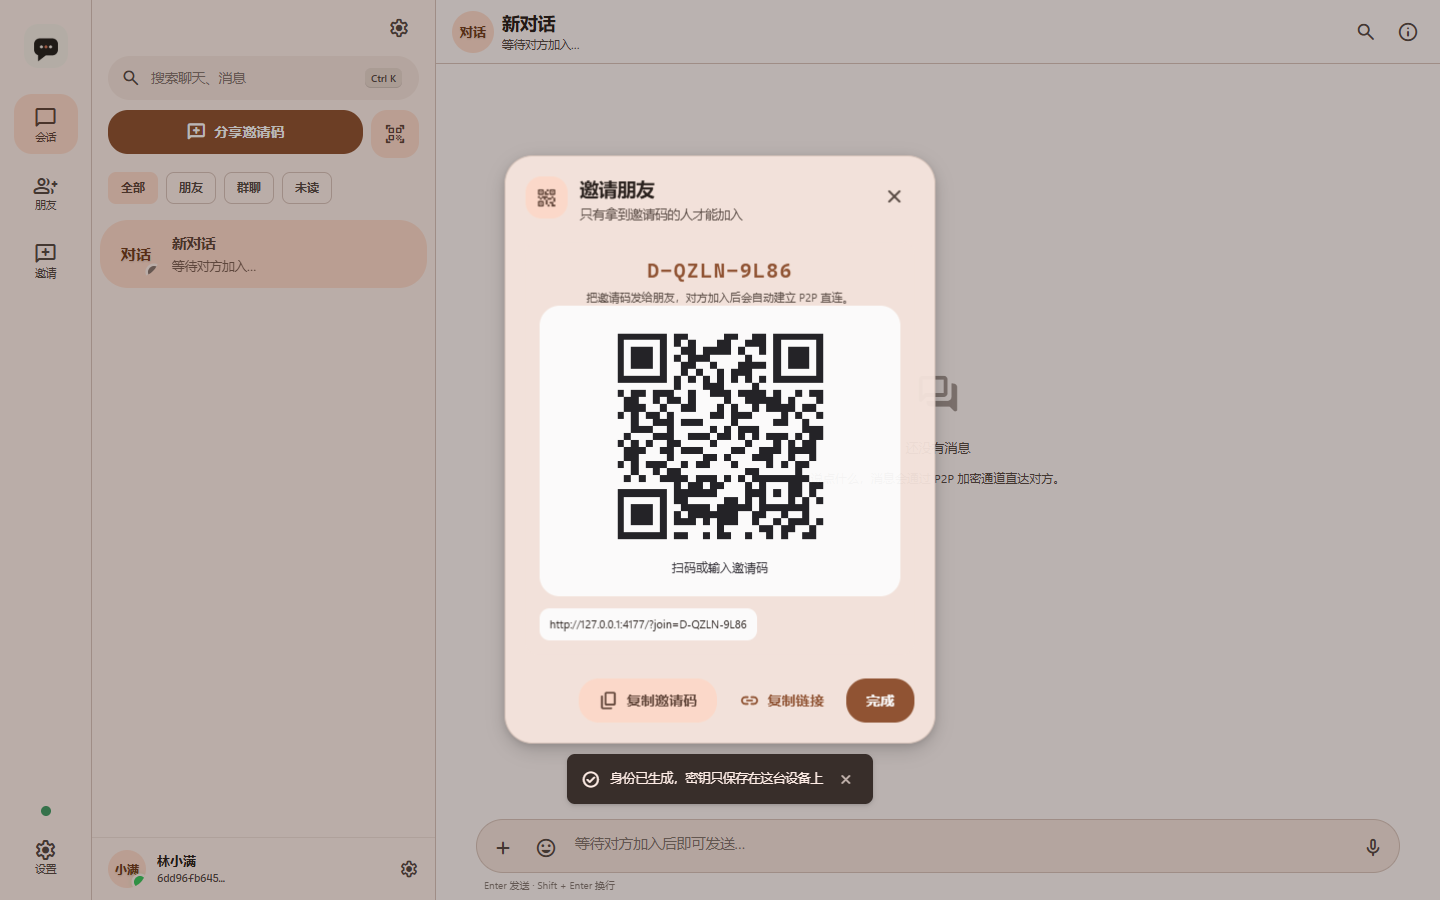 会话
朋友
邀请
设置
搜索聊天、消息
Ctrl K
分享邀请码
全部
朋友
群聊
未读
对话
新对话
等待对方加入...
小满
林小满
6dd96fb645...
对话
新对话
等待对方加入...
有消息
P2P 加密通道直达对方。
邀请朋友
只有拿到邀请码的人才能加入
D-QZLN-9L86
把邀请码发给朋友，对方加入后会自动建立 P2P 直连。
扫码或输入邀请码
http://127.0.0.1:4177/?join=D-QZLN-9L86
复制邀请码
复制链接
完成
身份已生成，密钥只保存在这台设备上
等待对方加入后即可发送...
Enter 发送 · Shift + Enter 换行